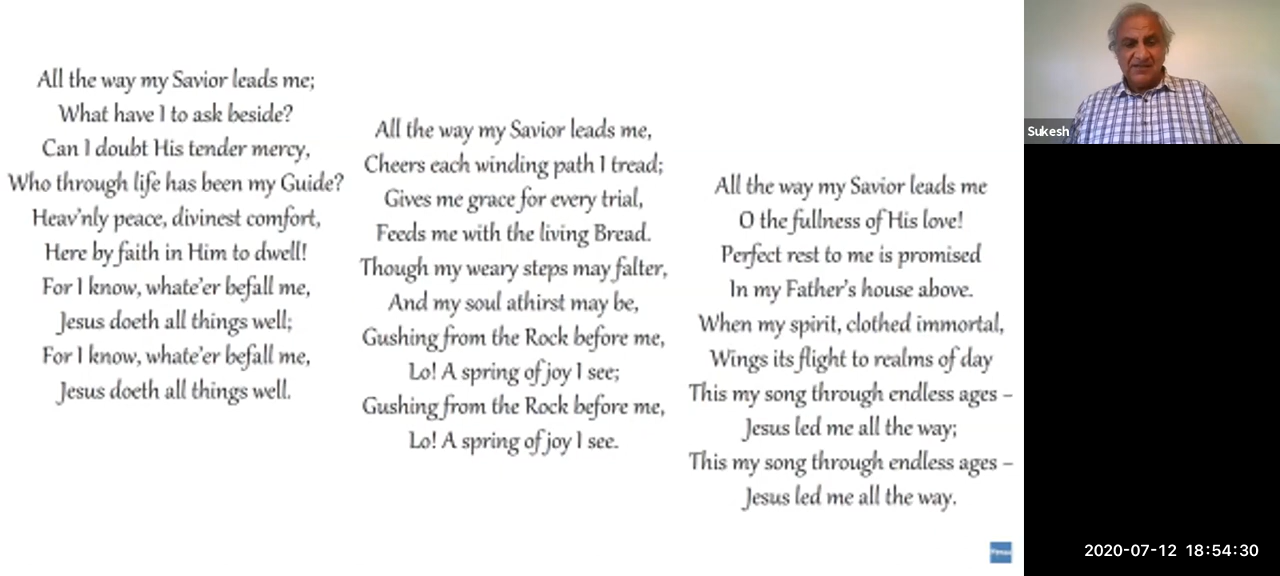 All the way my Savior leads me;
What have I to ask beside?
Can I doubt His tender mercy,
Who through life has been my Guide?
Heav'nly peace, divinest comfort,
Here by faith in Him to dwell!
For I know, whate'er befall me,
Jesus doeth all things well;
For I know, whate'er befall me,
Jesus doeth all things well.
All the way my Savior leads me,
Cheers each winding path I tread;
Gives me grace for every trial,
Feeds me with the living Bread.
Though my weary steps may falter,
And my soul athirst may be,
Gushing from the Rock before me,
Lo! A spring of joy I see;
Gushing from the Rock before me,
Lo! A spring of joy I see.
All the way my Savior leads me
O the fullness of His love!
Perfect rest to me is promised
In my Father's house above.
When my spirit, clothed immortal,
Wings its flight to realms of day
This my song through endless ages –
Jesus led me all the way;
This my song through endless ages –
Jesus led me all the way.
Sukesh
2020-07-12 18:54:30